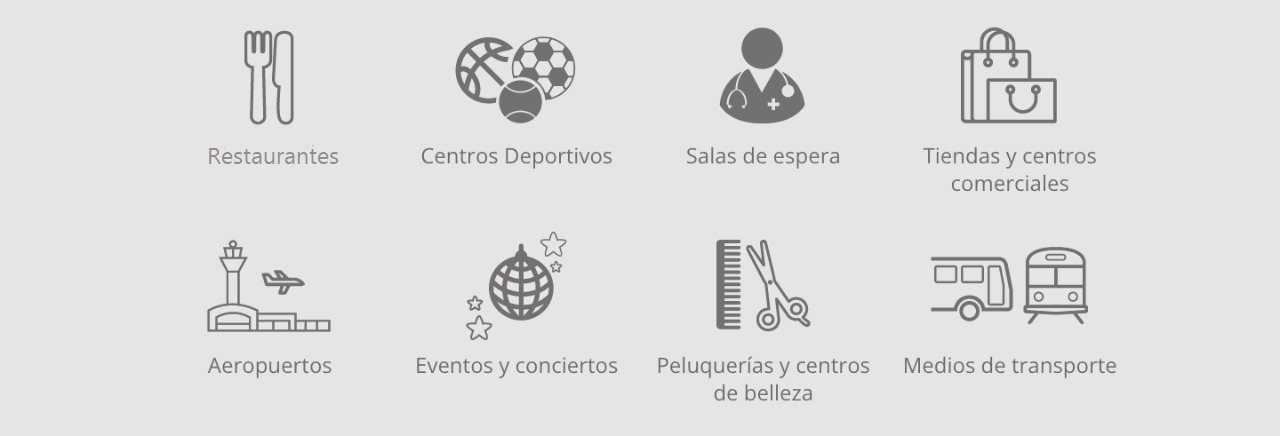 Restaurantes
Centros Deportivos
Salas de espera
Tiendas y centros
comerciales
Aeropuertos
Eventos y conciertos
Peluquerías y centros
de belleza
Medios de transporte